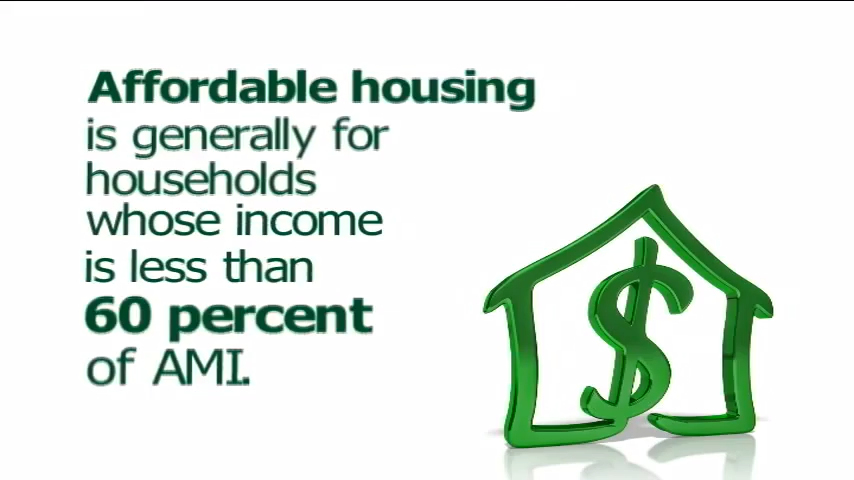 Affordable housing
is generally for
households
whose income
is less than
60 percent
of AMI.
$